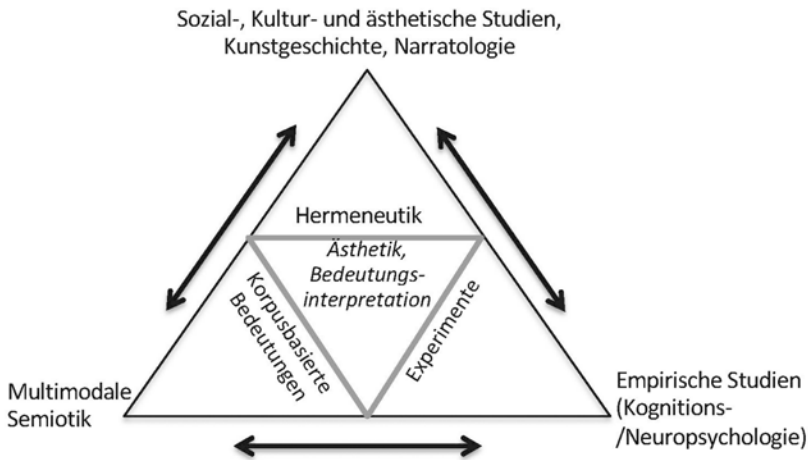 Sozial-, Kultur- und ästhetische Studien,
Kunstgeschichte, Narratologie
Hermeneutik
Ästhetik,
Bedeutungs-
interpretation
Korpusbasierte
Bedeutungen
Experimente
Multimodale
Semiotik
Empirische Studien
(Kognitions-
/Neuropsychologie)